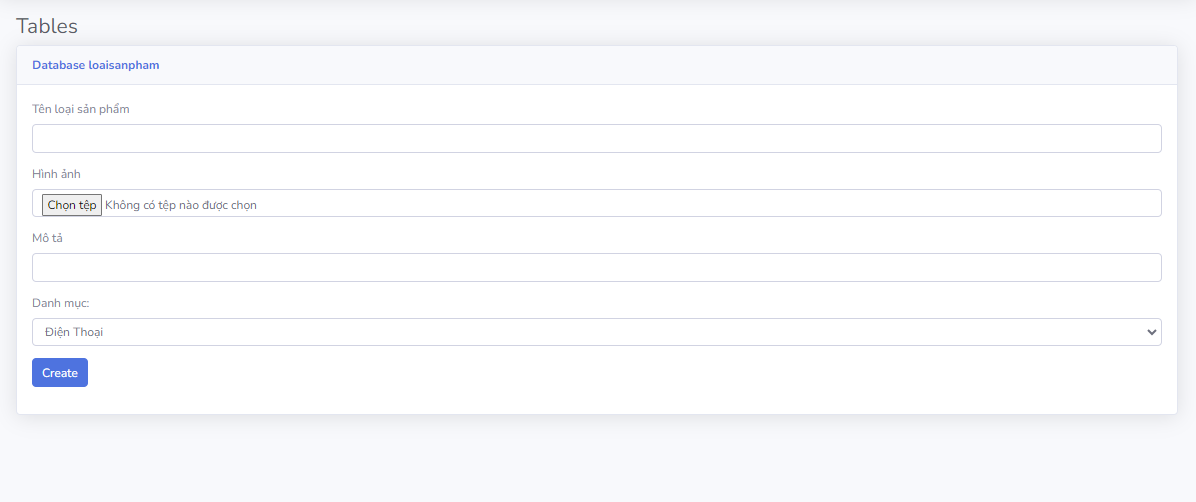 Tables
Database loaisanpham
Tên loại sản phẩm
Hình ảnh
Chọn tệp Không có tệp nào được chọn
Mô tả
Danh mục:
Điện Thoại
Create